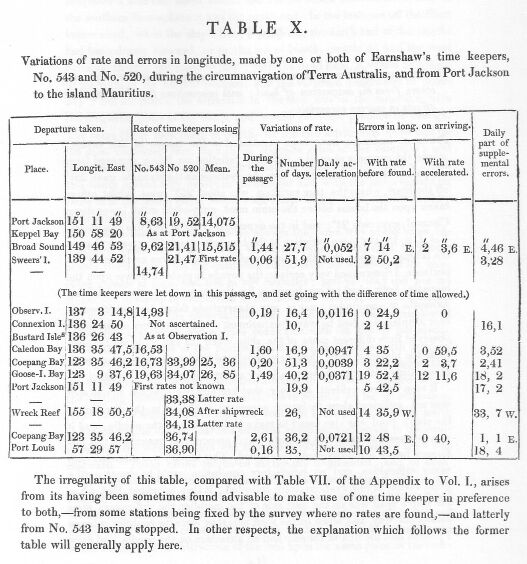 TABLE X.
Variations of rate and errors in longitude, made by one or both of Earnshaw's time keepers,
No. 543 and No. 520, during the circumnavigation of Terra Australis, and from Port Jackson
to the island Mauritius.
Departure taken. Rate of time keepers losing Variations of rate. Errors in long. on arriving. Daily part of supplemental errors.
Place. Longit. East No. 543 No 520 Mean. During the passage Number of days. Daily acceleration With rate before found. With rate accelerated.
Port Jackson 151° 11′ 49″ 8″,63 19″,52 14″,075
Keppel Bay 150 58 20 As at Port Jackson
Broad Sound 149 46 53 9,62 21,41 15,515 1″,44 27,7 0″,052 7′ 14″ E. 2′ 3″,6 E. 4″,46 E.
Sweers' I. 139 44 52 21,47 First rate 0,06 51,9 Not used. 2 50,2 3,28
— — 14,74
(The time keepers were let down in this passage, and set going with the difference of time allowed.)
Observ. I. 137 3 14,8 14,93 0,19 16,4 0,0116 0 24,9 0
Connexion I. 136 24 50 Not ascertained. 10, 2 41 16,1
Bustard Isles 136 26 43 As at Observation I.
Caledon Bay 136 35 47,5 16,53 1,60 16,9 0,0947 4 35 0 59,5 3,52
Coepang Bay 123 35 46,2 16,73 33,99 25, 36 0,20 51,3 0,0039 3 22,2 2 3,7 2,41
Goose-I. Bay 123 9 37,6 19,63 34,07 26, 85 1,49 40,2 0,0371 19 52,4 12 11,6 18, 2
Port Jackson 151 11 49 First rates not known 19,9 5 42,5 17, 2
— — 33,38 Latter rate
Wreck Reef 155 18 50,5 34,08 After shipwreck 26, Not used 14 35,9 W. 33, 7 W.
— — 34,13 Latter rate
Coepang Bay 123 35 46,2 36,74 2,61 36,2 0,0721 12 48 E. 0 40, 1, 1 E.
Port Louis 57 29 57 36,90 0,16 35, Not used 10 43,5 18, 4
The irregularity of this table, compared with Table VII. of the Appendix to Vol. I., arises
from its having been sometimes found advisable to make use of one time keeper in preference
to both,—from some stations being fixed by the survey where no rates are found,—and latterly
from No. 543 having stopped. In other respects, the explanation which follows the former
table will generally apply here.